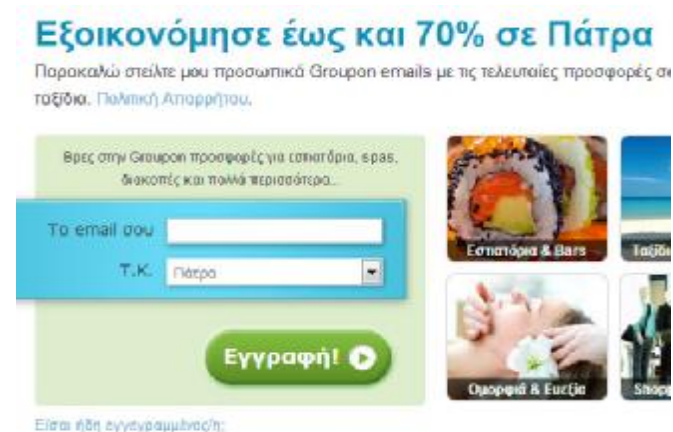 Εξοικονόμησε έως και 70% σε Πάτρα
Παρακαλώ στείλτε μου προσωπικά Groupon emails με τις τελευταίες προσφορές σε
ταξίδια. Πολιτική Απορρήτου.
Βρες στην Groupon προσφορές για εστιατόρια, spas,
διακοπές και πολλά περισσότερα...
Το email σου
Τ.Κ. Πάτρα
Εγγραφή!
Εστιατόρια & Bars
Ταξίδι
Ομορφιά & Ευεξία
Shopp
Είσαι ήδη εγγεγραμμένος/η;